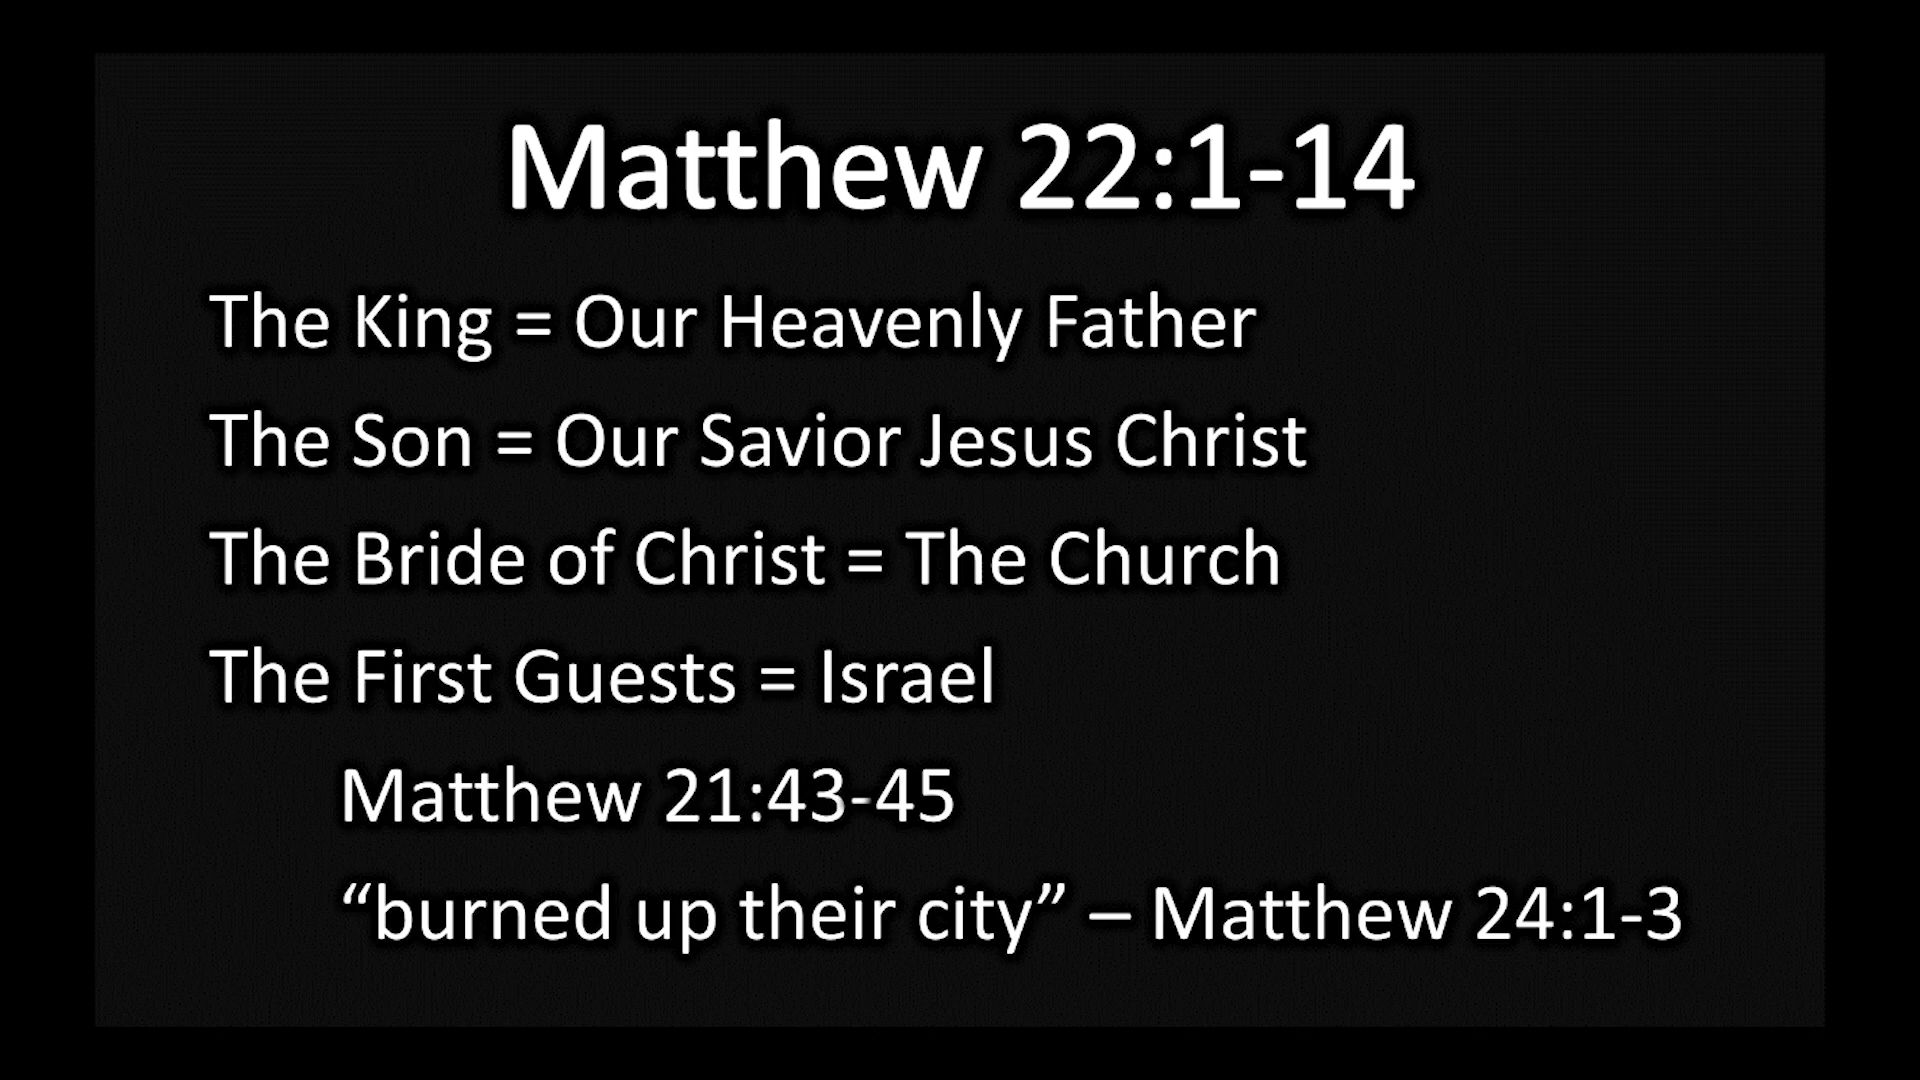 Matthew 22:1-14
The King = Our Heavenly Father
The Son = Our Savior Jesus Christ
The Bride of Christ = The Church
The First Guests = Israel
Matthew 21:43-45
“burned up their city” – Matthew 24:1-3